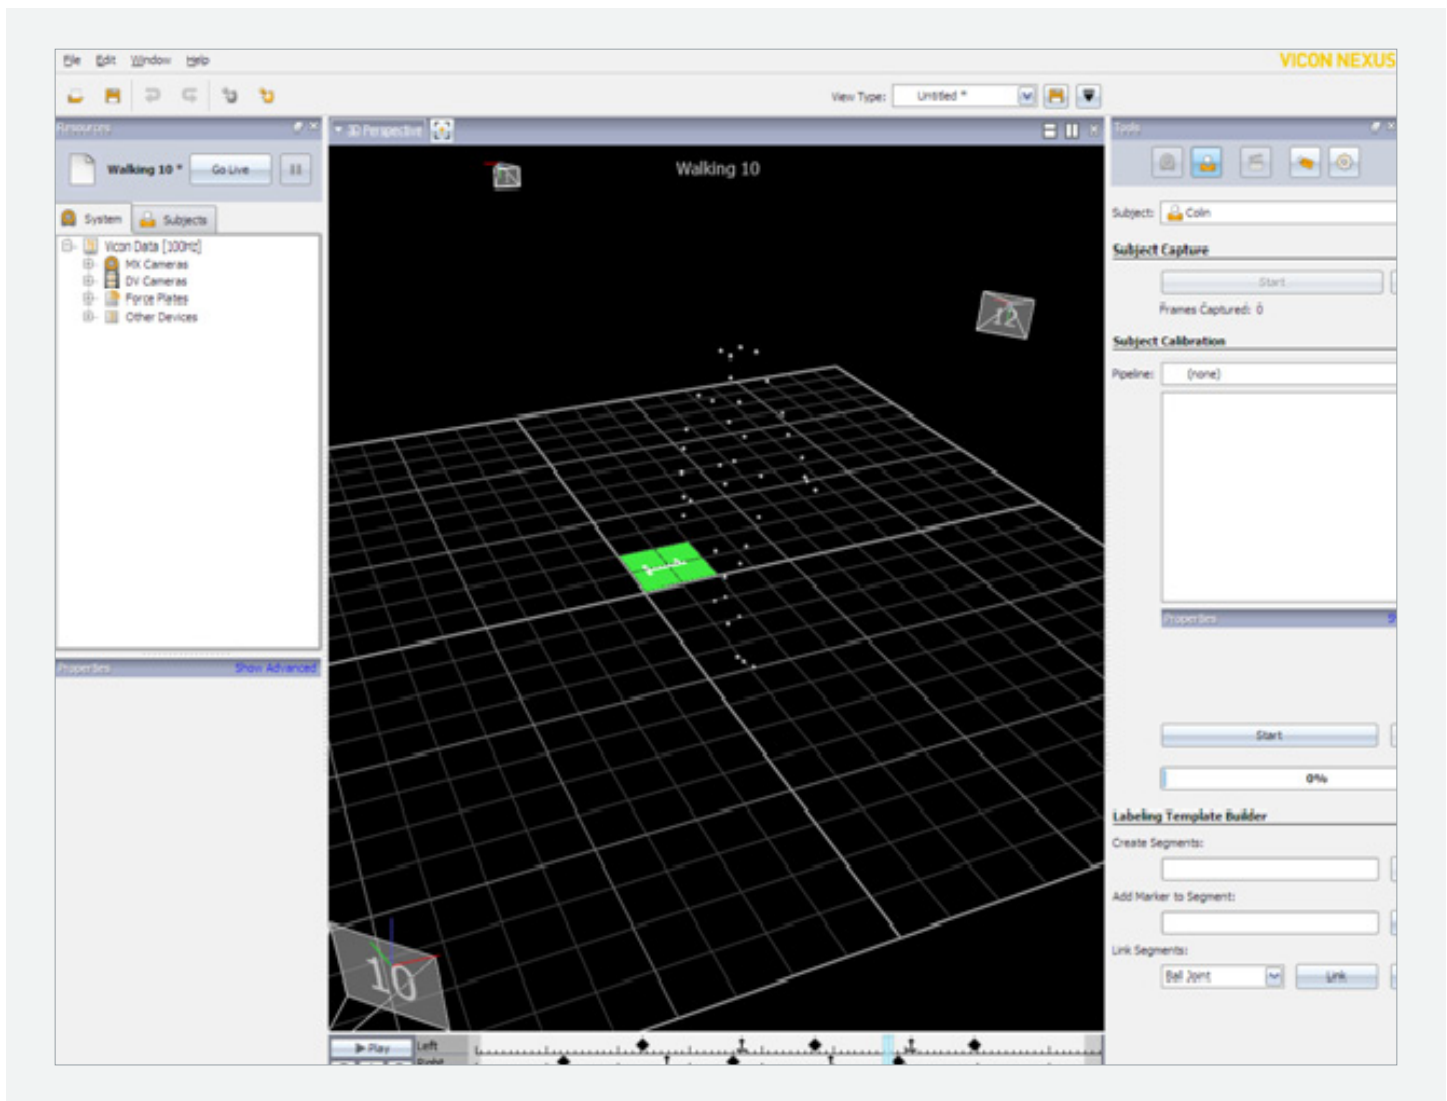 File Edit Window Help
VICON NEXUS
View Type: Untitled *
Resources
Walking 10 * Go Live
System Subjects
Vicon Data [100Hz]
MX Cameras
DV Cameras
Force Plates
Other Devices
Properties Show Advanced
3D Perspective
Walking 10
12
10
Play Left
Right
Tools
Subject: Colin
Subject Capture
Start
Frames Captured: 0
Subject Calibration
Pipeline: (none)
Properties
Start
0%
Labeling Template Builder
Create Segments:
Add Marker to Segment:
Link Segments:
Ball Joint Link